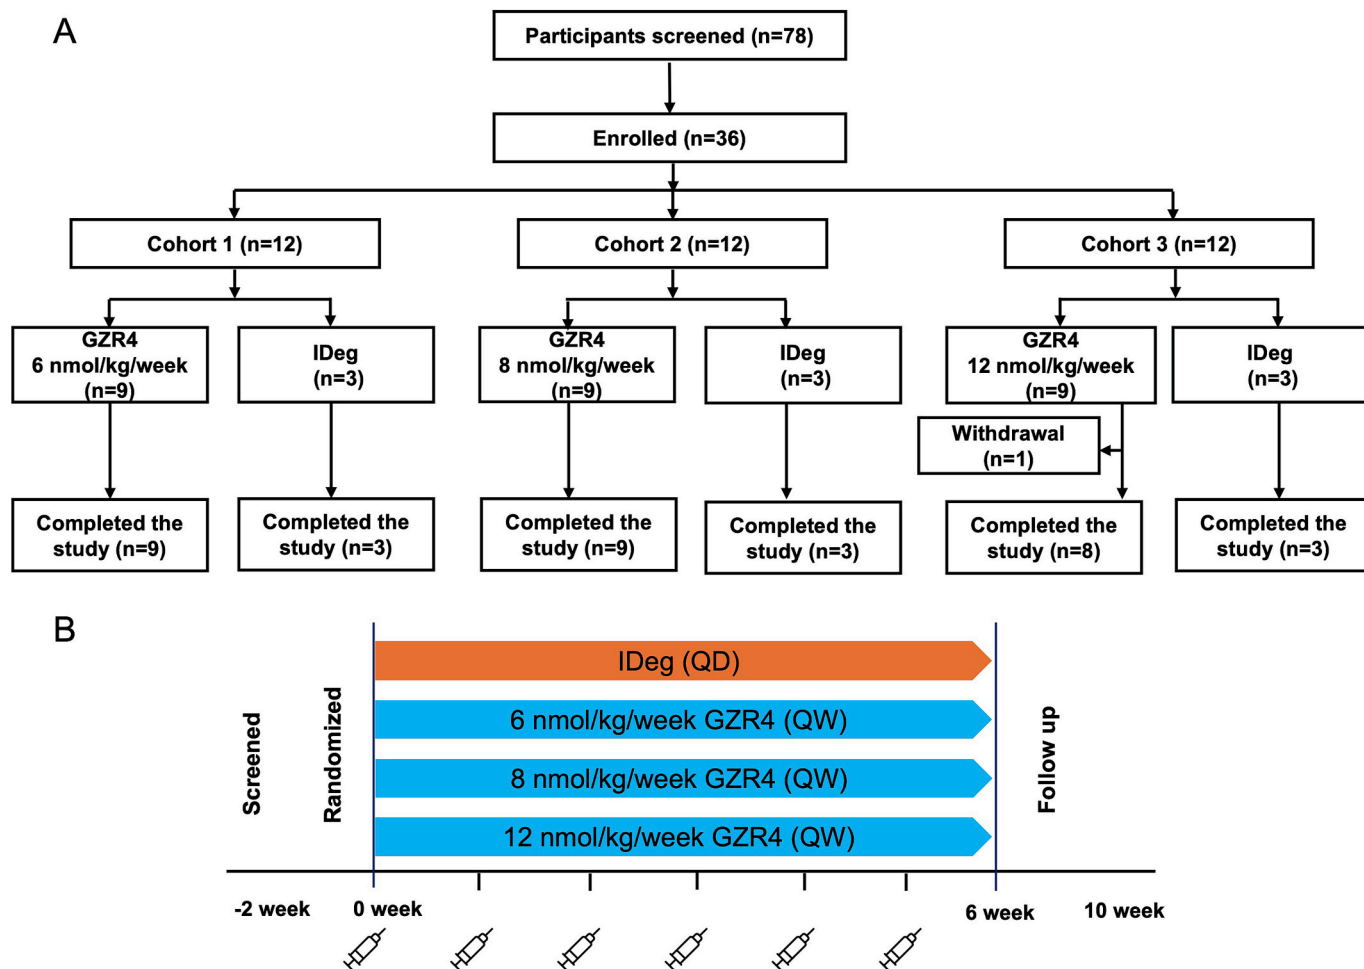 A
Participants screened (n=78)
Enrolled (n=36)
Cohort 1 (n=12)
Cohort 2 (n=12)
Cohort 3 (n=12)
GZR4
6 nmol/kg/week
(n=9)
IDeg
(n=3)
GZR4
8 nmol/kg/week
(n=9)
IDeg
(n=3)
GZR4
12 nmol/kg/week
(n=9)
IDeg
(n=3)
Withdrawal
(n=1)
Completed the
study (n=9)
Completed the
study (n=3)
Completed the
study (n=9)
Completed the
study (n=3)
Completed the
study (n=8)
Completed the
study (n=3)
B
Screened
Randomized
IDeg (QD)
6 nmol/kg/week GZR4 (QW)
8 nmol/kg/week GZR4 (QW)
12 nmol/kg/week GZR4 (QW)
Follow up
-2 week
0 week
6 week
10 week